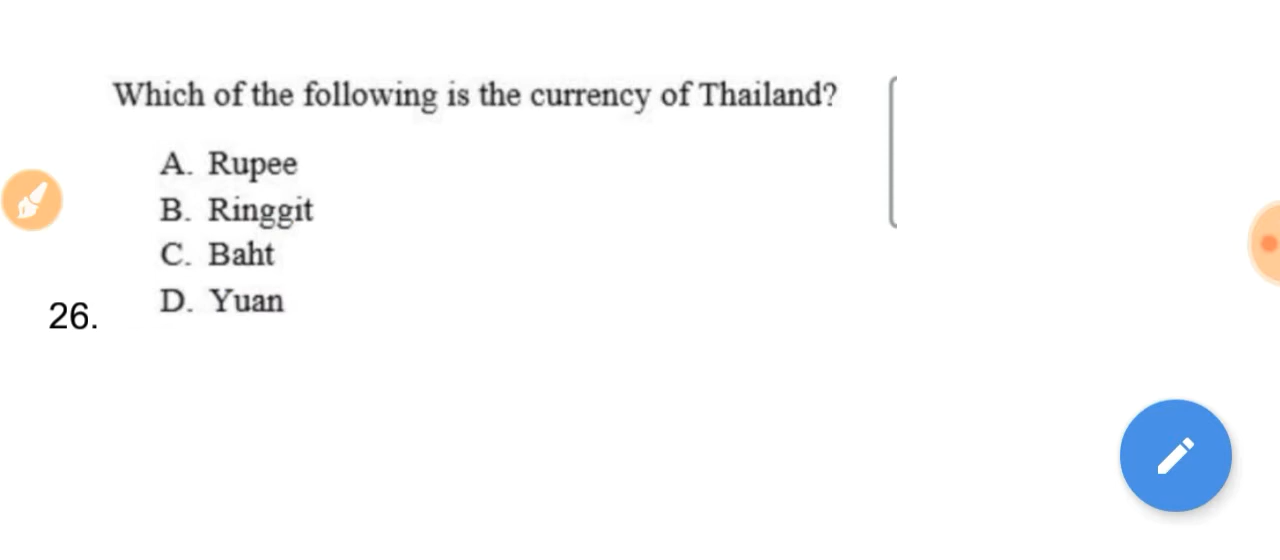 Which of the following is the currency of Thailand?
A. Rupee
B. Ringgit
C. Baht
D. Yuan
26.